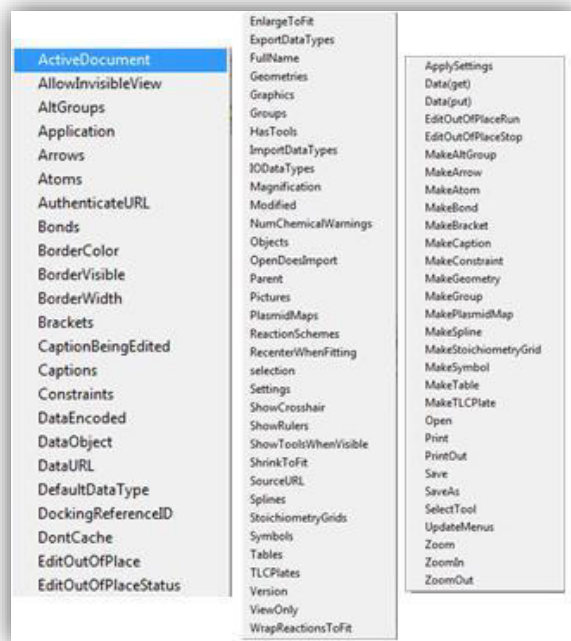 ActiveDocument
AllowInvisibleView
AltGroups
Application
Arrows
Atoms
AuthenticateURL
Bonds
BorderColor
BorderVisible
BorderWidth
Brackets
CaptionBeingEdited
Captions
Constraints
DataEncoded
DataObject
DataURL
DefaultDataType
DockingReferenceID
DontCache
EditOutOfPlace
EditOutOfPlaceStatus
EnlargeToFit
ExportDataTypes
FullName
Geometries
Graphics
Groups
HasTools
ImportDataTypes
IODataTypes
Magnification
Modified
NumChemicalWarnings
Objects
OpenDoesImport
Parent
Pictures
PlasmidMaps
ReactionSchemes
RecenterWhenFitting
selection
Settings
ShowCrosshair
ShowRulers
ShowToolsWhenVisible
ShrinkToFit
SourceURL
Splines
StoichiometryGrids
Symbols
Tables
TLCPlates
Version
ViewOnly
WrapReactionsToFit
ApplySettings
Data(get)
Data(put)
EditOutOfPlaceRun
EditOutOfPlaceStop
MakeAltGroup
MakeArrow
MakeAtom
MakeBond
MakeBracket
MakeCaption
MakeConstraint
MakeGeometry
MakeGroup
MakePlasmidMap
MakeSpline
MakeStoichiometryGrid
MakeSymbol
MakeTable
MakeTLCPlate
Open
Print
PrintOut
Save
SaveAs
SelectTool
UpdateMenus
Zoom
ZoomIn
ZoomOut